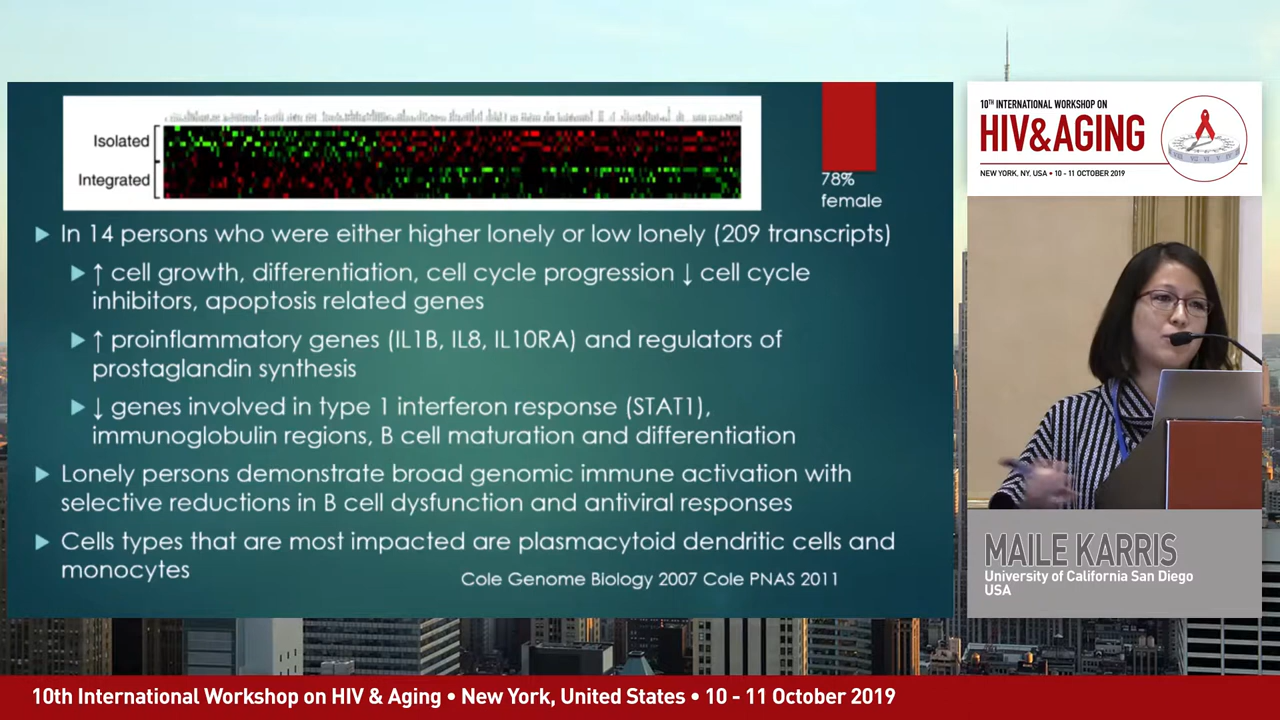 Isolated
Integrated
78%
female
In 14 persons who were either higher lonely or low lonely (209 transcripts)
↑ cell growth, differentiation, cell cycle progression ↓ cell cycle
inhibitors, apoptosis related genes
↑ proinflammatory genes (IL1B, IL8, IL10RA) and regulators of
prostaglandin synthesis
↓ genes involved in type 1 interferon response (STAT1),
immunoglobulin regions, B cell maturation and differentiation
Lonely persons demonstrate broad genomic immune activation with
selective reductions in B cell dysfunction and antiviral responses
Cells types that are most impacted are plasmacytoid dendritic cells and
monocytes
Cole Genome Biology 2007 Cole PNAS 2011
10TH INTERNATIONAL WORKSHOP ON
HIV&AGING
NEW YORK, NY, USA • 10 - 11 OCTOBER 2019
MAILE KARRIS
University of California San Diego
USA
10th International Workshop on HIV & Aging • New York, United States • 10 - 11 October 2019